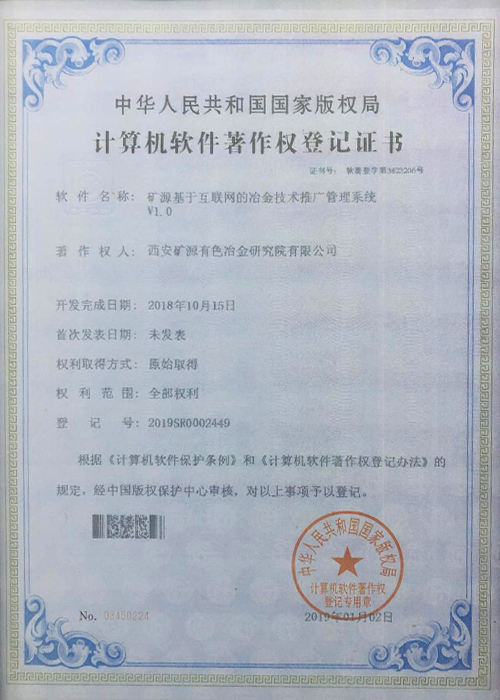 中华人民共和国国家版权局
计算机软件著作权登记证书
证书号： 软著登字第3423206号
软件名称： 矿源基于互联网的冶金技术推广管理系统
V1.0
著作权人： 西安矿源有色冶金研究院有限公司
开发完成日期： 2018年10月15日
首次发表日期： 未发表
权利取得方式： 原始取得
权利范围： 全部权利
登记号： 2019SR0002449
根据《计算机软件保护条例》和《计算机软件著作权登记办法》的
规定，经中国版权保护中心审核，对以上事项予以登记。
中华人民共和国国家版权局
计算机软件著作权
登记专用章
No.
2019年01月02日